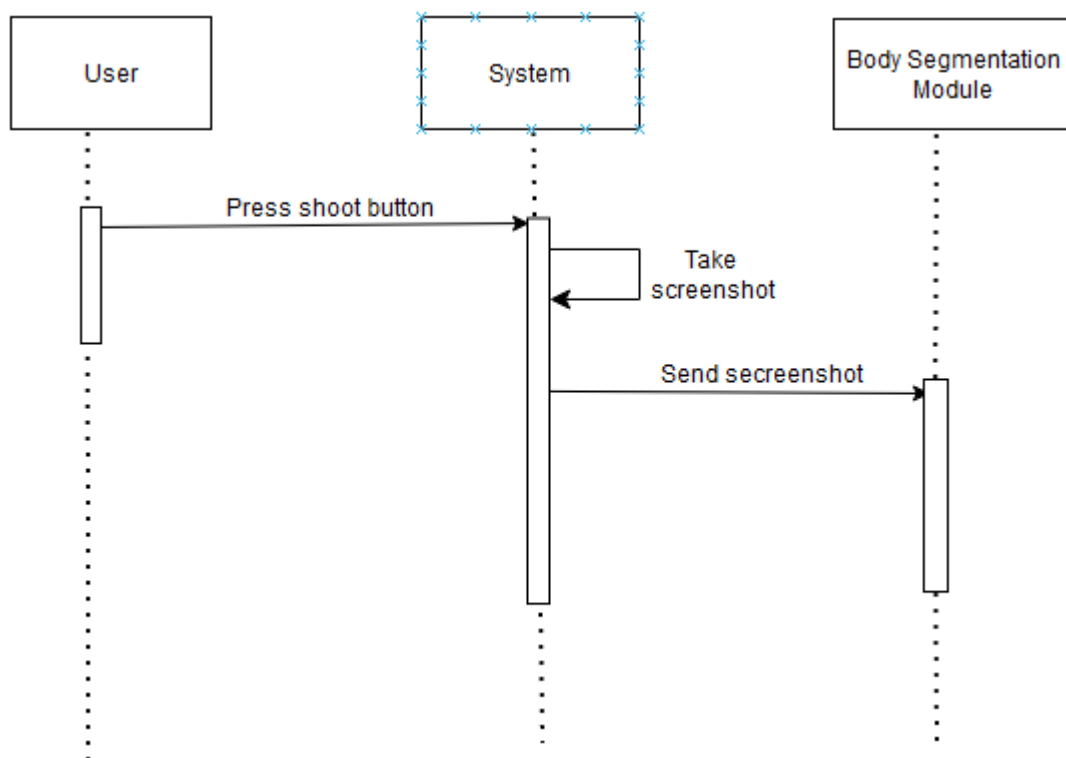 User
System
Body Segmentation
Module
Press shoot button
Take
screenshot
Send secreenshot